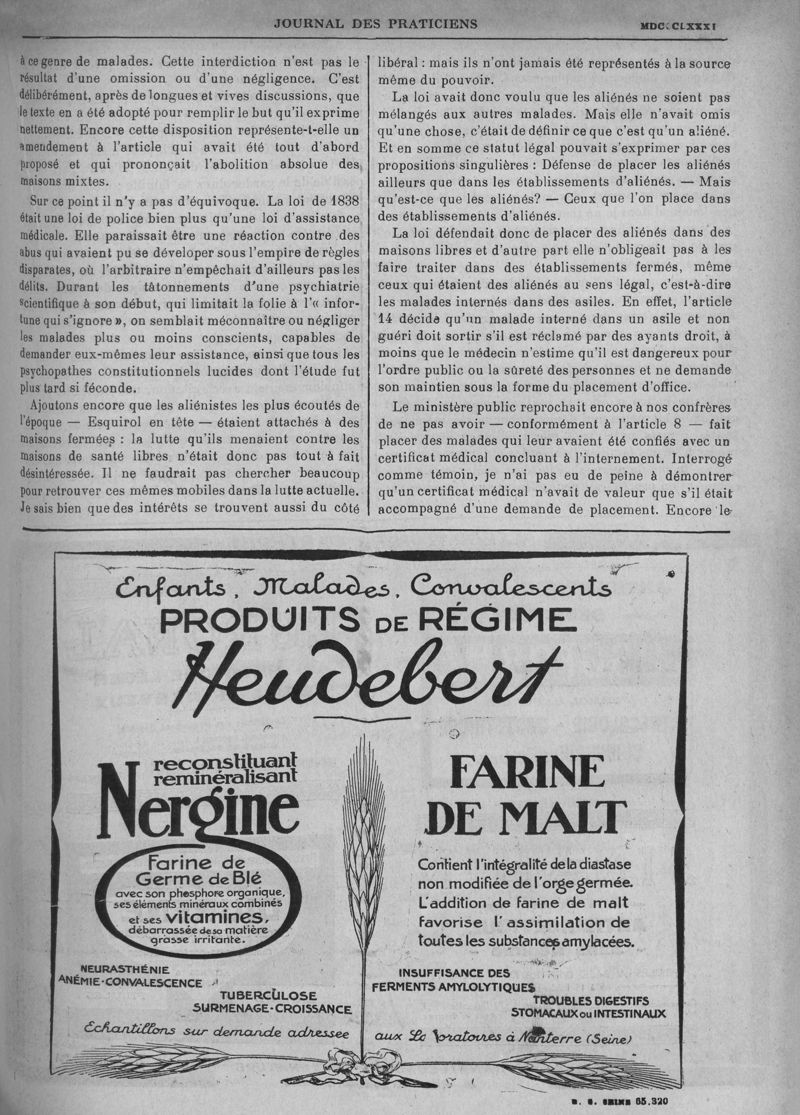 JOURNAL DES PRATICIENS
MDC.CLXXXI
à ce genre de malades. Cette interdiction n'est pas le
résultat d'une omission ou d'une négligence. C'est
délibérément, après de longues et vives discussions, que
le texte en a été adopté pour remplir le but qu'il exprime
nettement. Encore cette disposition représente-t-elle un
amendement à l'article qui avait été tout d'abord
proposé et qui prononçait l'abolition absolue des
maisons mixtes.
Sur ce point il n'y a pas d'équivoque. La loi de 1838
était une loi de police bien plus qu'une loi d'assistance
médicale. Elle paraissait être une réaction contre des
abus qui avaient pu se développer sous l'empire de règles
disparates, où l'arbitraire n'empêchait d'ailleurs pas les
délits. Durant les tâtonnements d'une psychiatrie
scientifique à son début, qui limitait la folie à l'« infor-
tune qui s'ignore », on semblait méconnaître ou négliger
les malades plus ou moins conscients, capables de
demander eux-mêmes leur assistance, ainsi que tous les
psychopathes constitutionnels lucides dont l'étude fut
plus tard si féconde.
Ajoutons encore que les aliénistes les plus écoutés de
l'époque — Esquirol en tête — étaient attachés à des
maisons fermées : la lutte qu'ils menaient contre les
maisons de santé libres n'était donc pas tout à fait
désintéressée. Il ne faudrait pas chercher beaucoup
pour retrouver ces mêmes mobiles dans la lutte actuelle.
Je sais bien que des intérêts se trouvent aussi du côté
libéral : mais ils n'ont jamais été représentés à la source
même du pouvoir.
La loi avait donc voulu que les aliénés ne soient pas
mélangés aux autres malades. Mais elle n'avait omis
qu'une chose, c'était de définir ce que c'est qu'un aliéné.
Et en somme ce statut légal pouvait s'exprimer par ces
propositions singulières : Défense de placer les aliénés
ailleurs que dans les établissements d'aliénés. — Mais
qu'est-ce que les aliénés? — Ceux que l'on place dans
des établissements d'aliénés.
La loi défendait donc de placer des aliénés dans des
maisons libres et d'autre part elle n'obligeait pas à les
faire traiter dans des établissements fermés, même
ceux qui étaient des aliénés au sens légal, c'est-à-dire
les malades internés dans des asiles. En effet, l'article
14 décide qu'un malade interné dans un asile et non
guéri doit sortir s'il est réclamé par des ayants droit, à
moins que le médecin n'estime qu'il est dangereux pour
l'ordre public ou la sûreté des personnes et ne demande
son maintien sous la forme du placement d'office.
Le ministère public reprochait encore à nos confrères
de ne pas avoir — conformément à l'article 8 — fait
placer des malades qui leur avaient été confiés avec un
certificat médical concluant à l'internement. Interrogé
comme témoin, je n'ai pas eu de peine à démontrer
qu'un certificat médical n'avait de valeur que s'il était
accompagné d'une demande de placement. Encore le
Enfants, Malades, Convalescents
PRODUITS DE RÉGIME
Heudebert
reconstituant
reminéralisant
Nergine
Farine de
Germe de Blé
avec son phosphore organique,
ses éléments minéraux combinés
et ses vitamines,
débarrassée de sa matière
grasse irritante.
NEURASTHÉNIE
ANÉMIE-CONVALESCENCE
TUBERCULOSE
SURMENAGE-CROISSANCE
FARINE
DE MALT
Contient l'intégralité de la diastase
non modifiée de l'orge germée.
L'addition de farine de malt
favorise l'assimilation de
toutes les substances amylacées.
INSUFFISANCE DES
FERMENTS AMYLOLYTIQUES
TROUBLES DIGESTIFS
STOMACAUX OU INTESTINAUX
Échantillons sur demande adressée aux Laboratoires à Nanterre (Seine)
R. C. SEINE 65,320